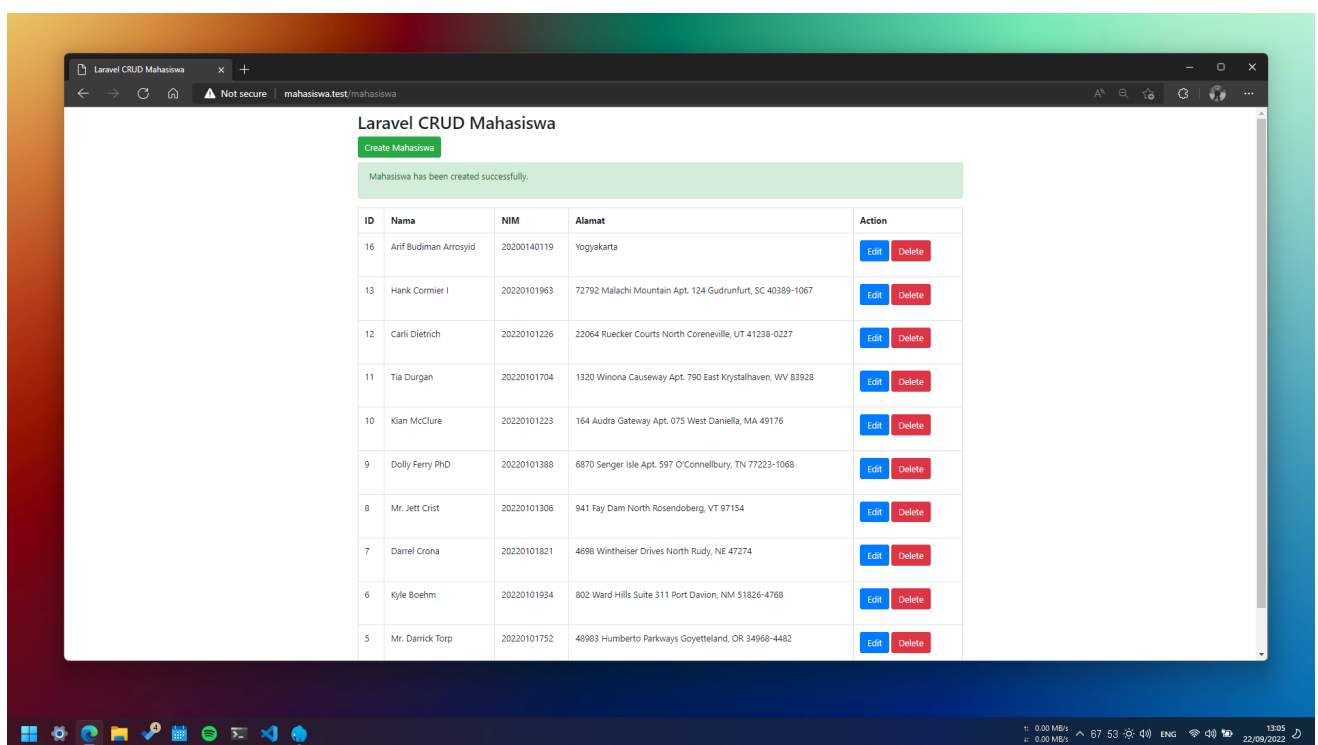 Laravel CRUD Mahasiswa
Not secure | mahasiswa.test/mahasiswa
Laravel CRUD Mahasiswa
Create Mahasiswa
Mahasiswa has been created successfully.
ID Nama NIM Alamat Action
16 Arif Budiman Arrosyid 20200140119 Yogyakarta Edit Delete
13 Hank Cormier I 20220101963 72792 Malachi Mountain Apt. 124 Gudrunfurt, SC 40389-1067 Edit Delete
12 Carli Dietrich 20220101226 22064 Ruecker Courts North Coreneville, UT 41238-0227 Edit Delete
11 Tia Durgan 20220101704 1320 Winona Causeway Apt. 790 East Krystalhaven, WV 83928 Edit Delete
10 Kian McClure 20220101223 164 Audra Gateway Apt. 075 West Daniella, MA 49176 Edit Delete
9 Dolly Ferry PhD 20220101388 6870 Senger Isle Apt. 597 O'Connellbury, TN 77223-1068 Edit Delete
8 Mr. Jett Crist 20220101306 941 Fay Dam North Rosendoberg, VT 97154 Edit Delete
7 Darrel Crona 20220101821 4698 Wintheiser Drives North Rudy, NE 47274 Edit Delete
6 Kyle Boehm 20220101934 802 Ward Hills Suite 311 Port Davion, NM 51826-4768 Edit Delete
5 Mr. Darrick Torp 20220101752 48983 Humberto Parkways Goyetteland, OR 34968-4482 Edit Delete
4
0.00 MB/s
0.00 MB/s
67 53 ENG
13:05
22/09/2022